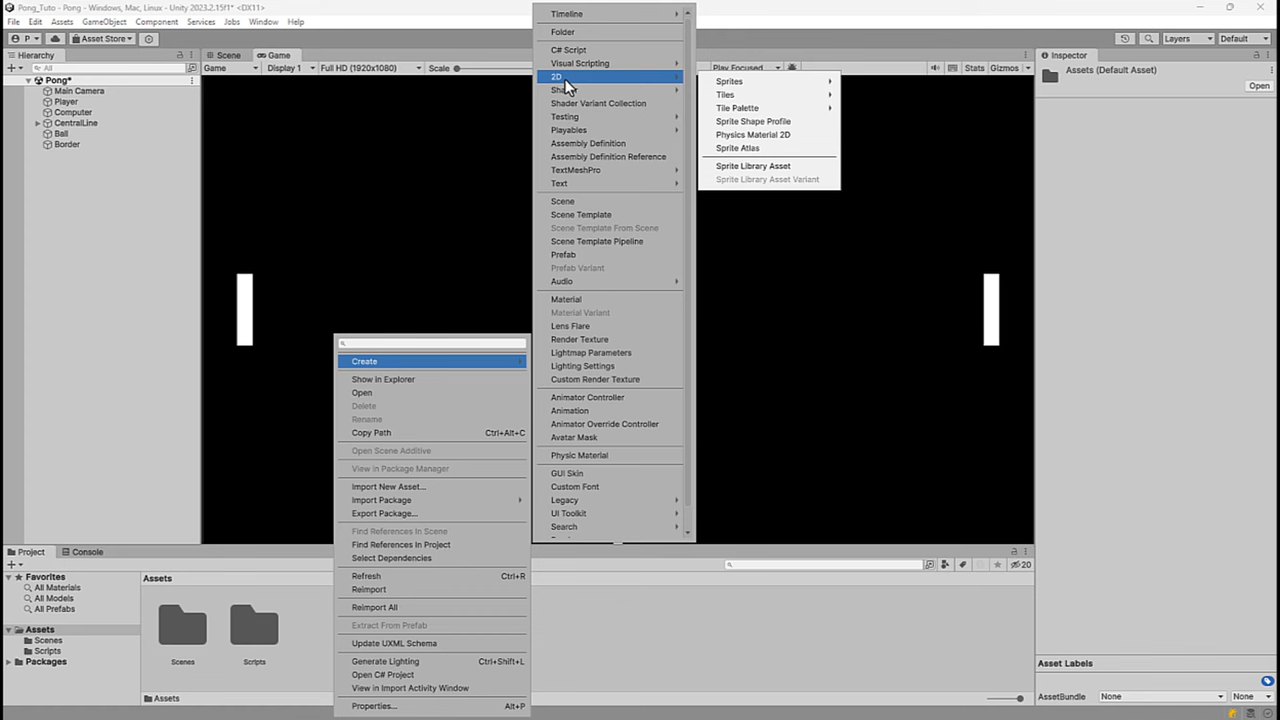 Pong_Tuto - Pong - Windows, Mac, Linux - Unity 2023.2.15f1* <DX11>
File Edit Assets GameObject Component Services Jobs Window Help
P Asset Store Layers Default
Hierarchy
All
Pong*
Main Camera
Player
Computer
CentralLine
Ball
Border
Scene Game
Game Display 1 Full HD (1920x1080) Scale Play Focused Stats Gizmos
Timeline
Folder
C# Script
Visual Scripting
2D
Shader Variant Collection
Testing
Playables
Assembly Definition
Assembly Definition Reference
TextMeshPro
Text
Scene
Scene Template
Scene Template From Scene
Scene Template Pipeline
Prefab
Prefab Variant
Audio
Material
Material Variant
Lens Flare
Render Texture
Lightmap Parameters
Lighting Settings
Custom Render Texture
Animator Controller
Animation
Animator Override Controller
Avatar Mask
Physic Material
GUI Skin
Custom Font
Legacy
UI Toolkit
Search
Sprites
Tiles
Tile Palette
Sprite Shape Profile
Physics Material 2D
Sprite Atlas
Sprite Library Asset
Sprite Library Asset Variant
Create
Show in Explorer
Open
Delete
Rename
Copy Path Ctrl+Alt+C
Open Scene Additive
View in Package Manager
Import New Asset...
Import Package
Export Package...
Find References In Scene
Find References In Project
Select Dependencies
Refresh Ctrl+R
Reimport
Reimport All
Extract From Prefab
Update UXML Schema
Generate Lighting Ctrl+Shift+L
Open C# Project
View in Import Activity Window
Properties... Alt+P
Inspector
Assets (Default Asset)
Open
Project Console
20
Favorites
All Materials
All Models
All Prefabs
Assets
Scenes
Scripts
Packages
Assets
Scenes Scripts
Assets
Asset Labels
AssetBundle None None